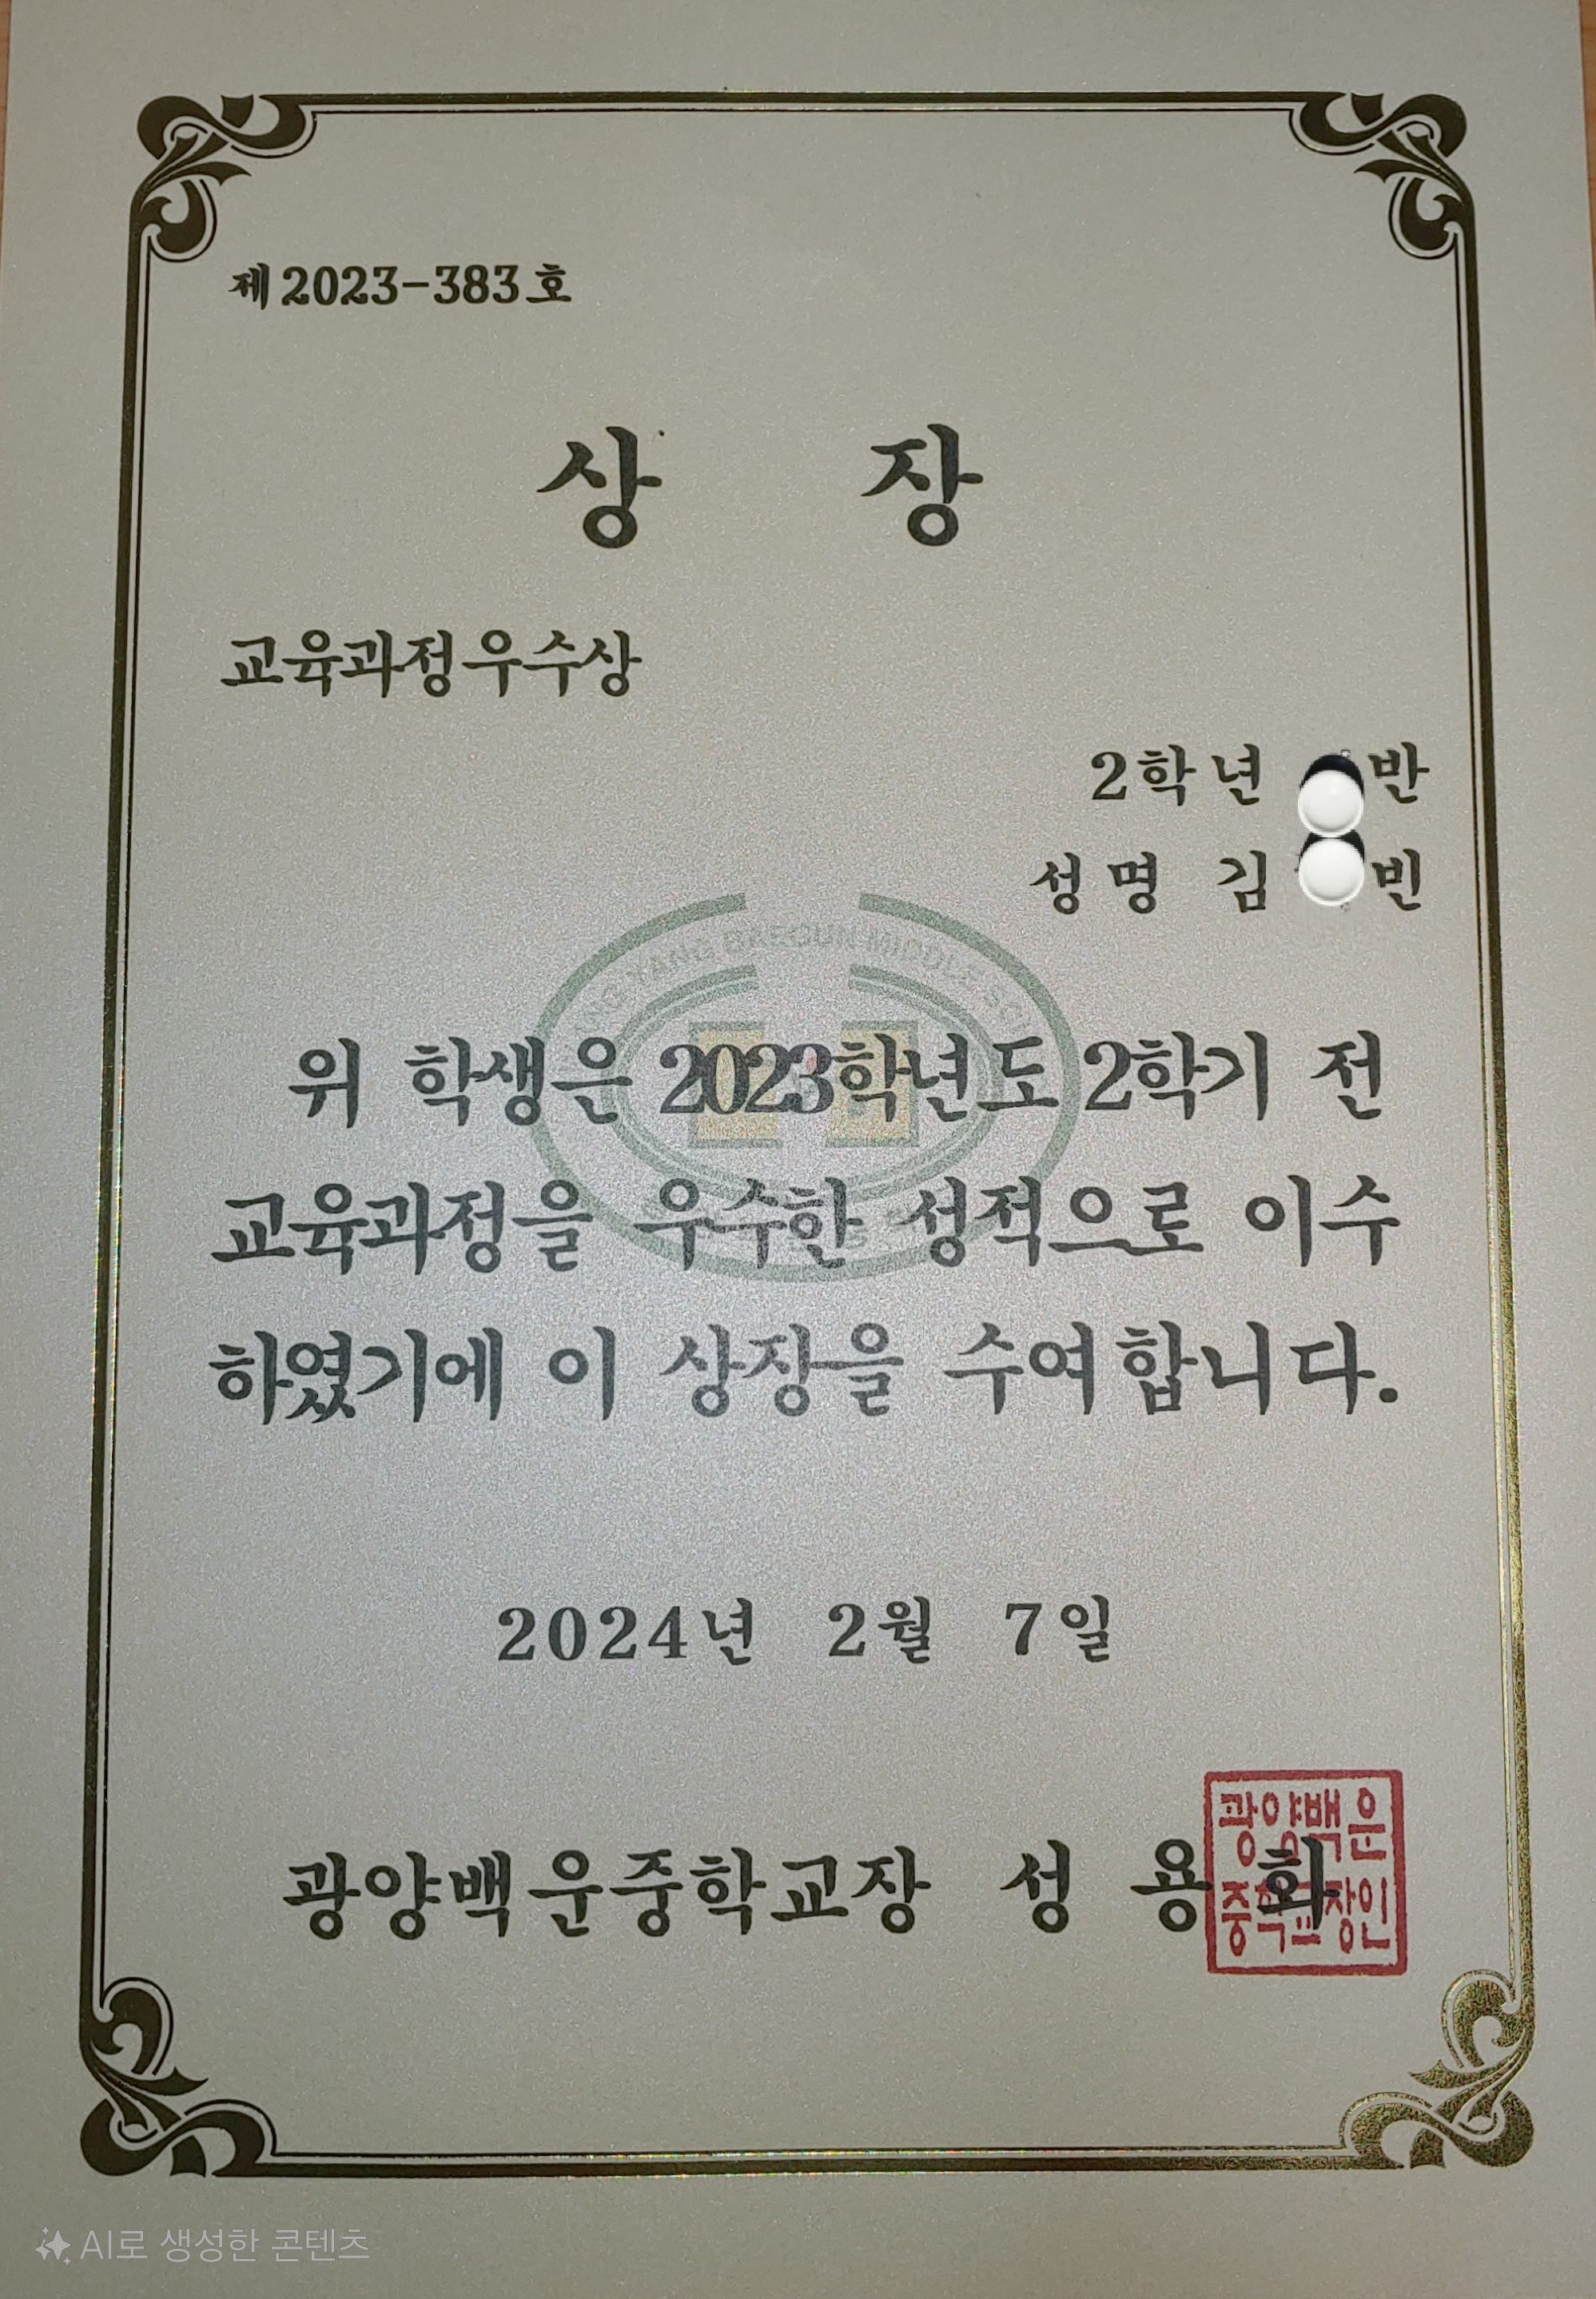 제2023-383호
상 장
교육과정우수상
2학년 반
성명 김 빈
위 학생은 2023학년도 2학기 전
교육과정을 우수한 성적으로 이수
하였기에 이 상장을 수여합니다.
2024년 2월 7일
광양백운중학교장 성용화
광양백운
중학교장인
AI로 생성한 콘텐츠